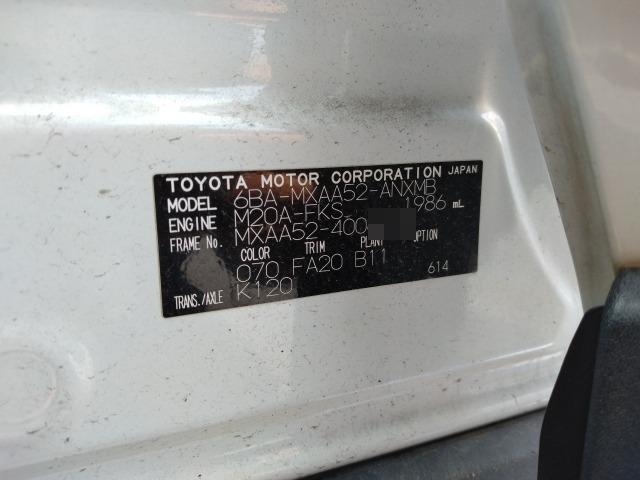 TOYOTA MOTOR CORPORATION JAPAN
MODEL 6BA-MXAA52-ANXMB
ENGINE M20A-FKS 1986 mL
FRAME No. MXAA52-400
COLOR TRIM PLANT OPTION
070 FA20 B11
TRANS./AXLE K120 614